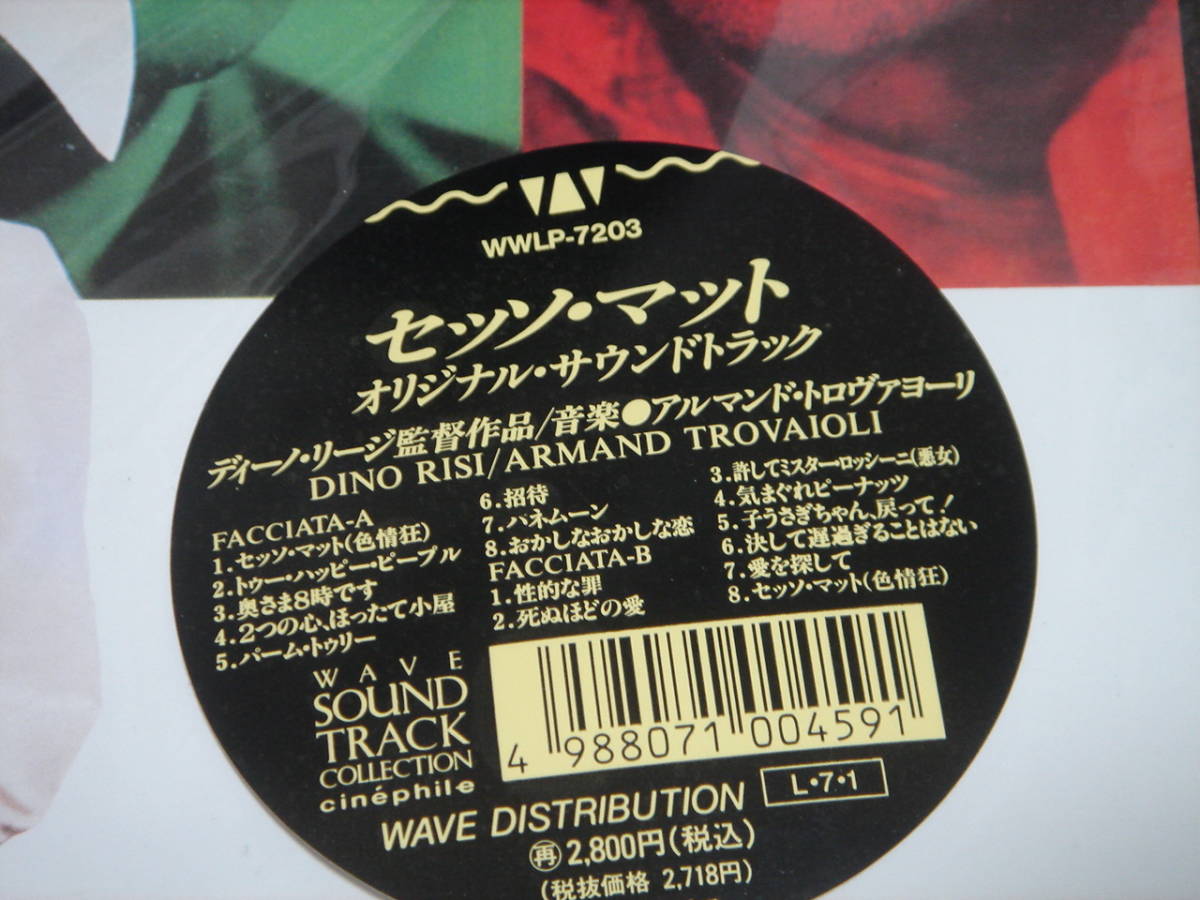 WWLP-7203
セッソ・マット
オリジナル・サウンドトラック
ディーノ・リージ監督作品/音楽●アルマンド・トロヴァヨーリ
DINO RISI/ARMAND TROVAIOLI
FACCIATA-A
1.セッソ・マット(色情狂)
2.トゥー・ハッピー・ピープル
3.奥さま8時です
4.2つの心、ほったて小屋
5.パーム・トゥリー
6.招待
7.ハネムーン
8.おかしなおかしな恋
FACCIATA-B
1.性的な罪
2.死ぬほどの愛
3.許してミスター・ロッシーニ(悪女)
4.気まぐれピーナッツ
5.子うさぎちゃん、戻って!
6.決して遅過ぎることはない
7.愛を探して
8.セッソ・マット(色情狂)
WAVE
SOUND
TRACK
COLLECTION
cinéphile
4 988071 004591
WAVE DISTRIBUTION
L・7・1
再 2,800円(税込)
(税抜価格 2,718円)